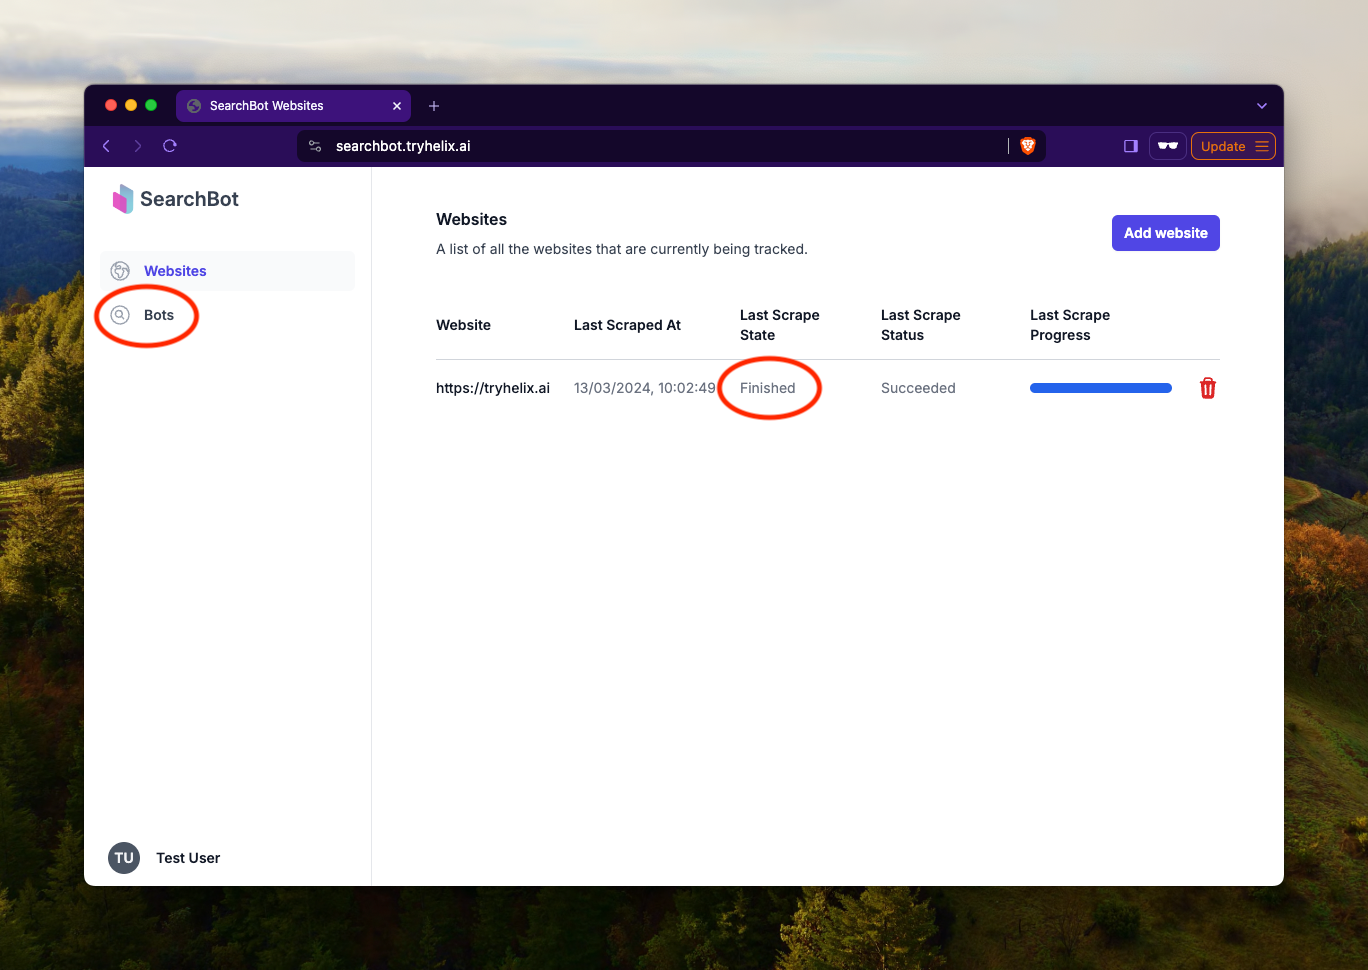 SearchBot Websites
searchbot.tryhelix.ai
Update
SearchBot
Websites
Bots
Websites
A list of all the websites that are currently being tracked.
Add website
Website
Last Scraped At
Last Scrape
State
Last Scrape
Status
Last Scrape
Progress
https://tryhelix.ai
13/03/2024, 10:02:49
Finished
Succeeded
TU
Test User